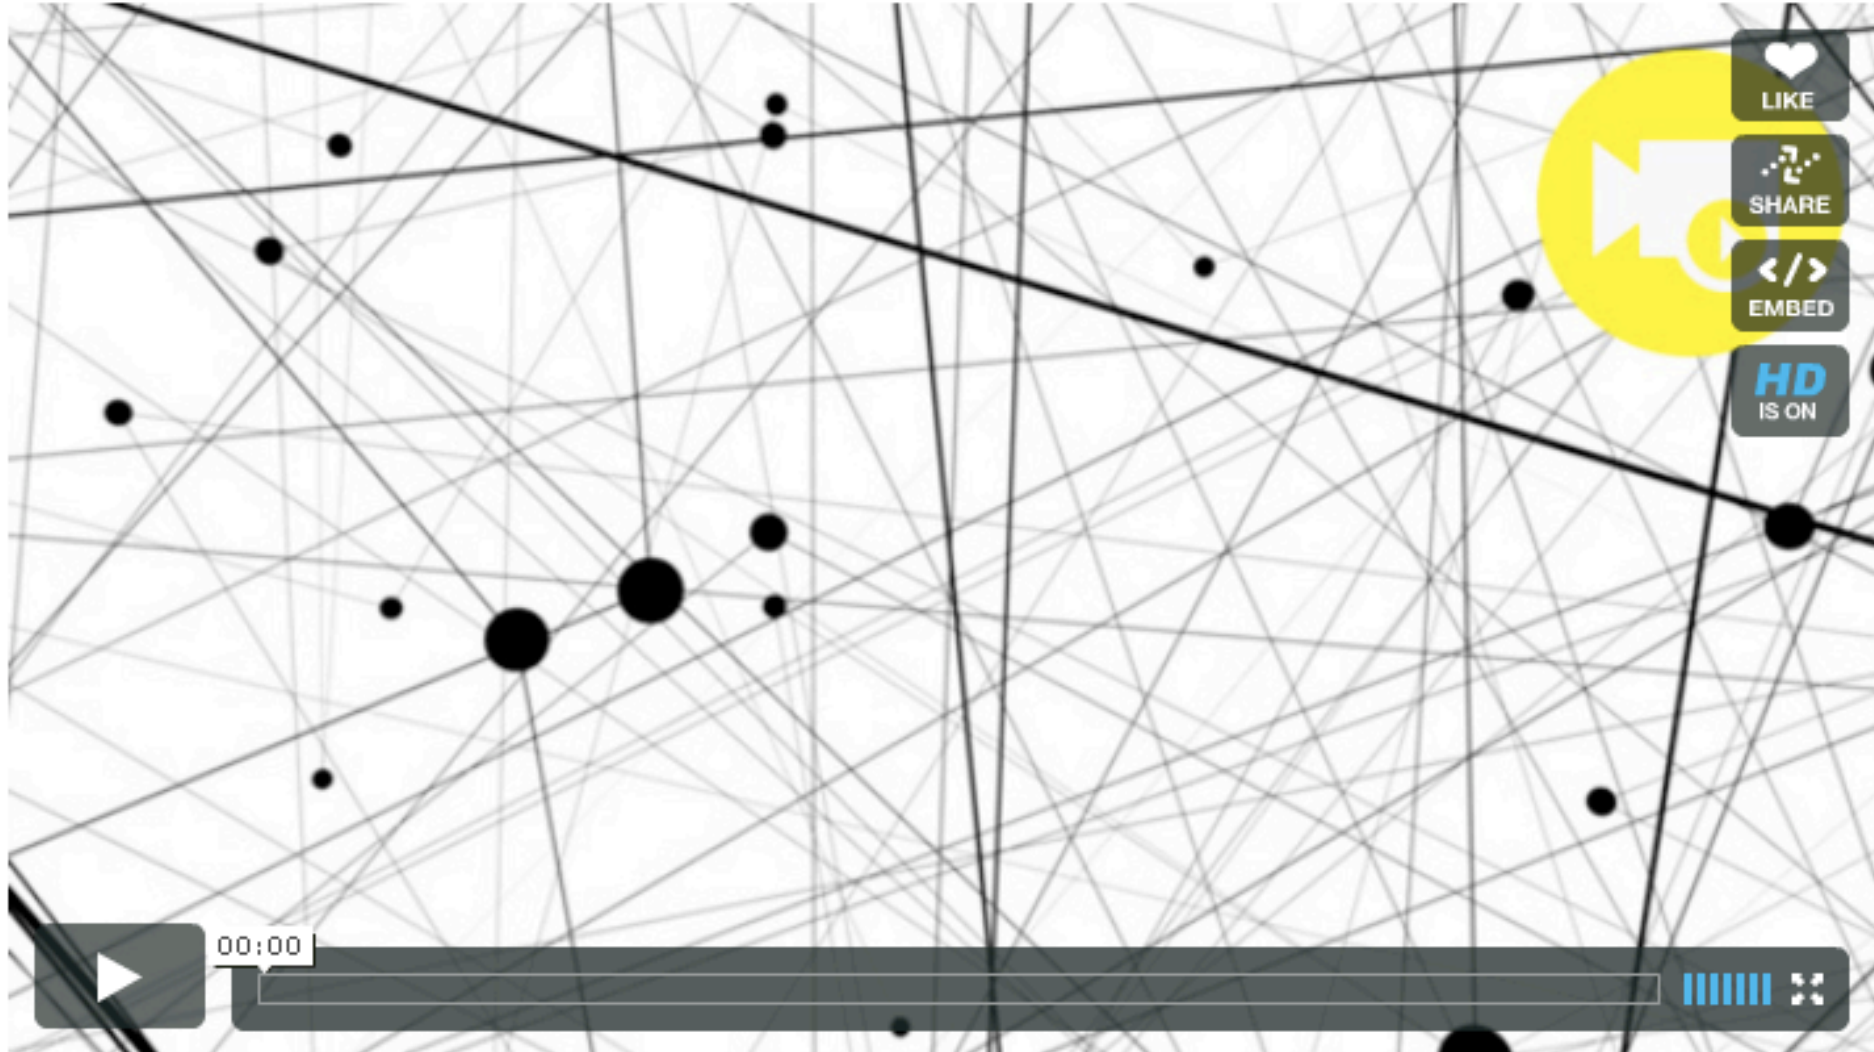 LIKE
SHARE
</>
EMBED
HD
IS ON
00:00